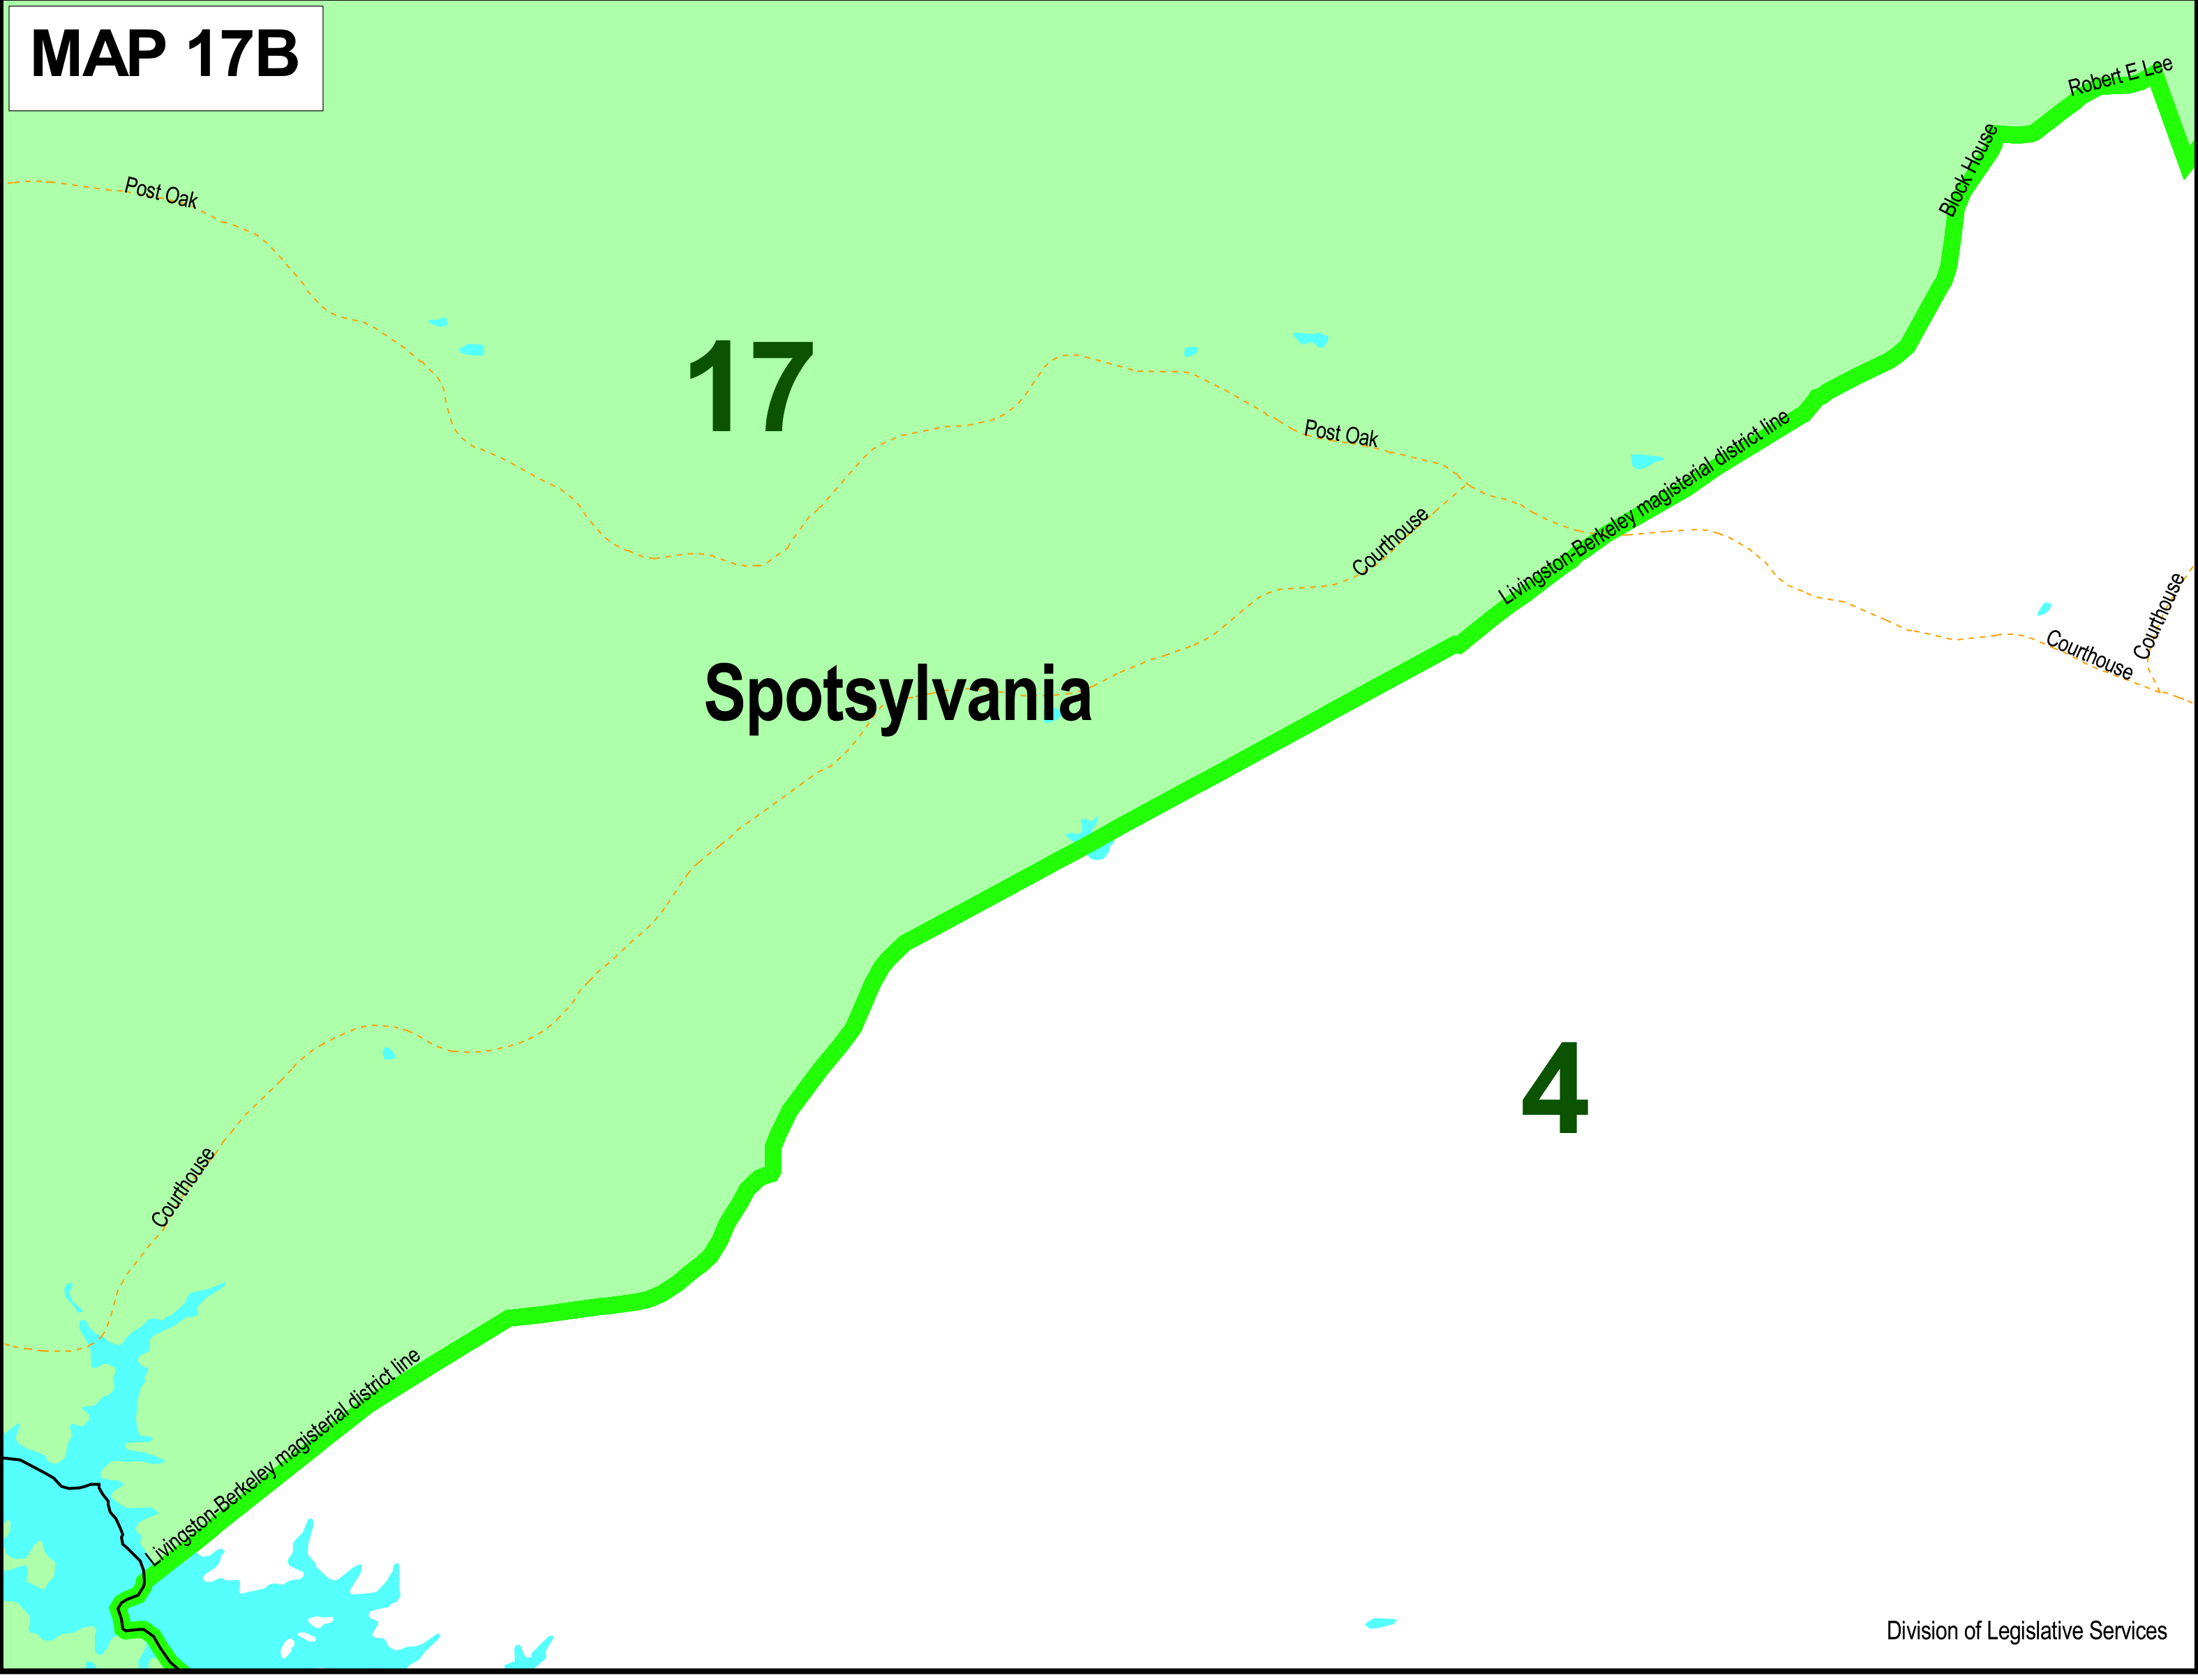 MAP 17B
Robert E Lee
Block House
Post Oak
17
Post Oak
Livingston-Berkeley magisterial district line
Courthouse
Courthouse
Courthouse
Spotsylvania
4
Courthouse
Livingston-Berkeley magisterial district line
Division of Legislative Services